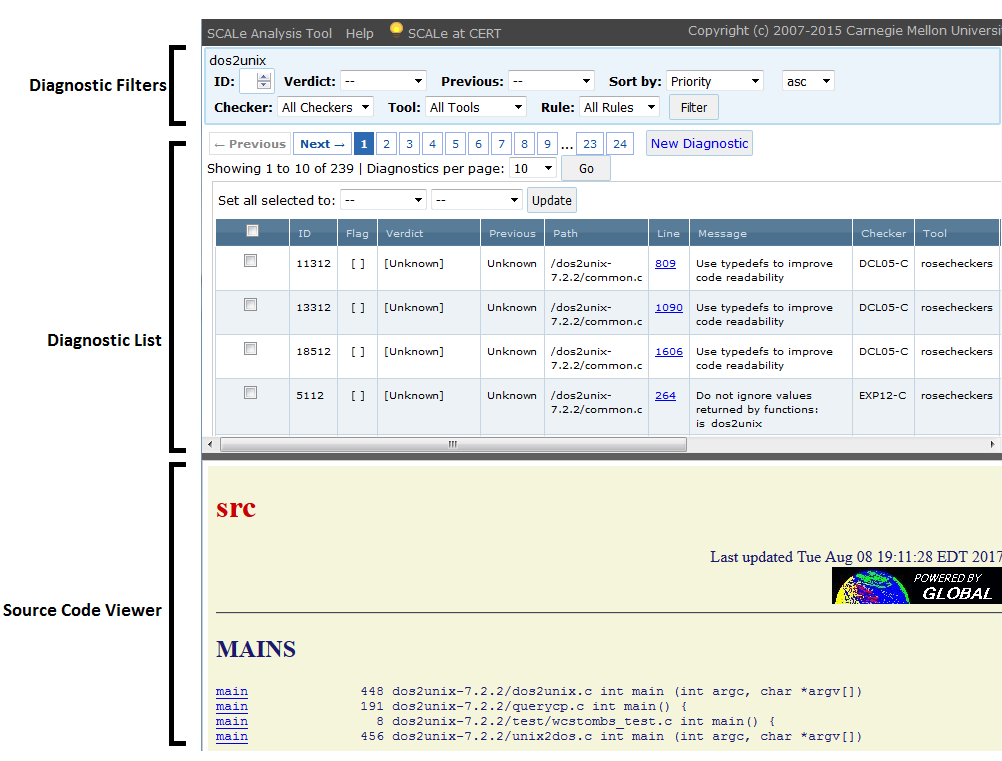 SCALe Analysis Tool Help SCALe at CERT Copyright (c) 2007-2015 Carnegie Mellon Universi
Diagnostic Filters
dos2unix
ID: Verdict: -- Previous: -- Sort by: Priority asc
Checker: All Checkers Tool: All Tools Rule: All Rules Filter
Diagnostic List
← Previous Next → 1 2 3 4 5 6 7 8 9 ... 23 24 New Diagnostic
Showing 1 to 10 of 239 | Diagnostics per page: 10 Go
Set all selected to: -- -- Update
ID Flag Verdict Previous Path Line Message Checker Tool
11312 [ ] [Unknown] Unknown /dos2unix- 809 Use typedefs to improve DCL05-C rosecheckers
7.2.2/common.c code readability
13312 [ ] [Unknown] Unknown /dos2unix- 1090 Use typedefs to improve DCL05-C rosecheckers
7.2.2/common.c code readability
18512 [ ] [Unknown] Unknown /dos2unix- 1606 Use typedefs to improve DCL05-C rosecheckers
7.2.2/common.c code readability
5112 [ ] [Unknown] Unknown /dos2unix- 264 Do not ignore values EXP12-C rosecheckers
7.2.2/common.c returned by functions:
is dos2unix
Source Code Viewer
src
Last updated Tue Aug 08 19:11:28 EDT 2017
POWERED BY
GLOBAL
MAINS
main 448 dos2unix-7.2.2/dos2unix.c int main (int argc, char *argv[])
main 191 dos2unix-7.2.2/querycp.c int main() {
main 8 dos2unix-7.2.2/test/wcstombs_test.c int main() {
main 456 dos2unix-7.2.2/unix2dos.c int main (int argc, char *argv[])